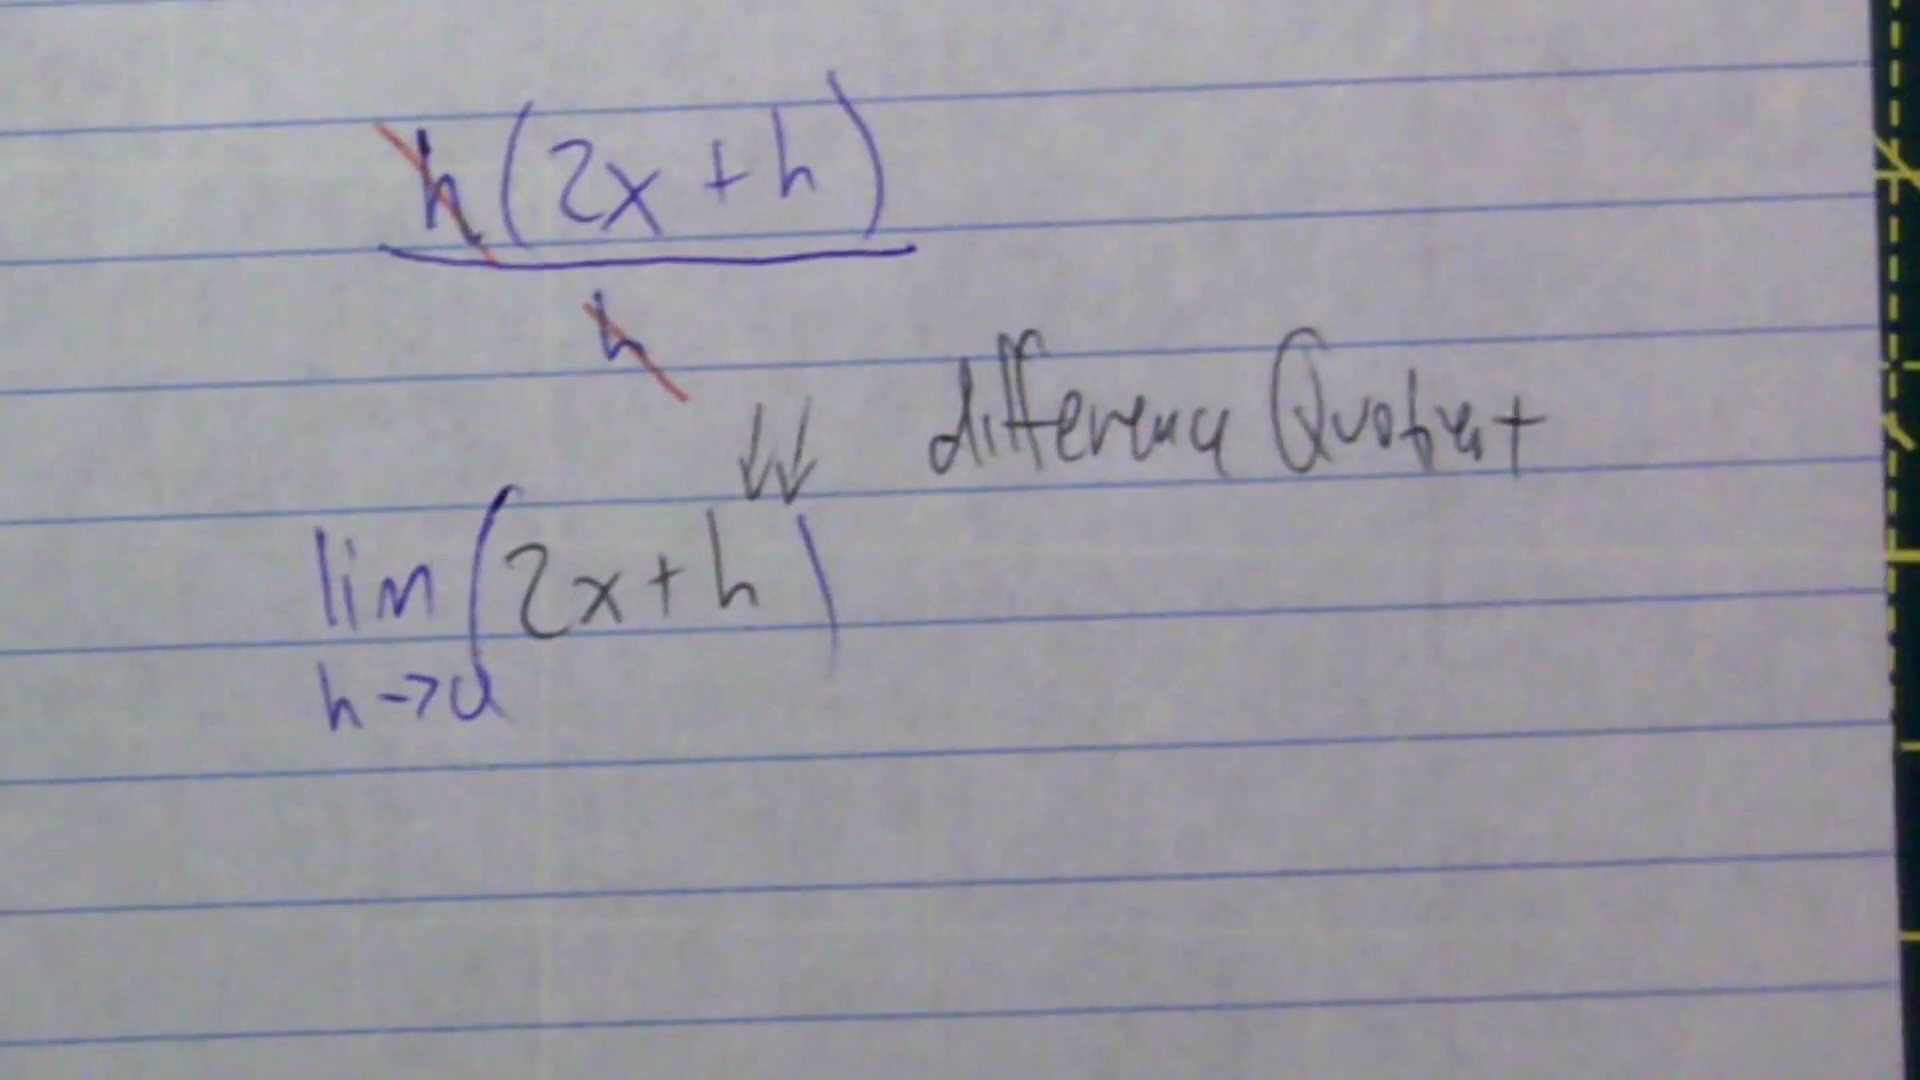 h(2x+h)
h
difference Quotient
lim (2x+h)
h→0